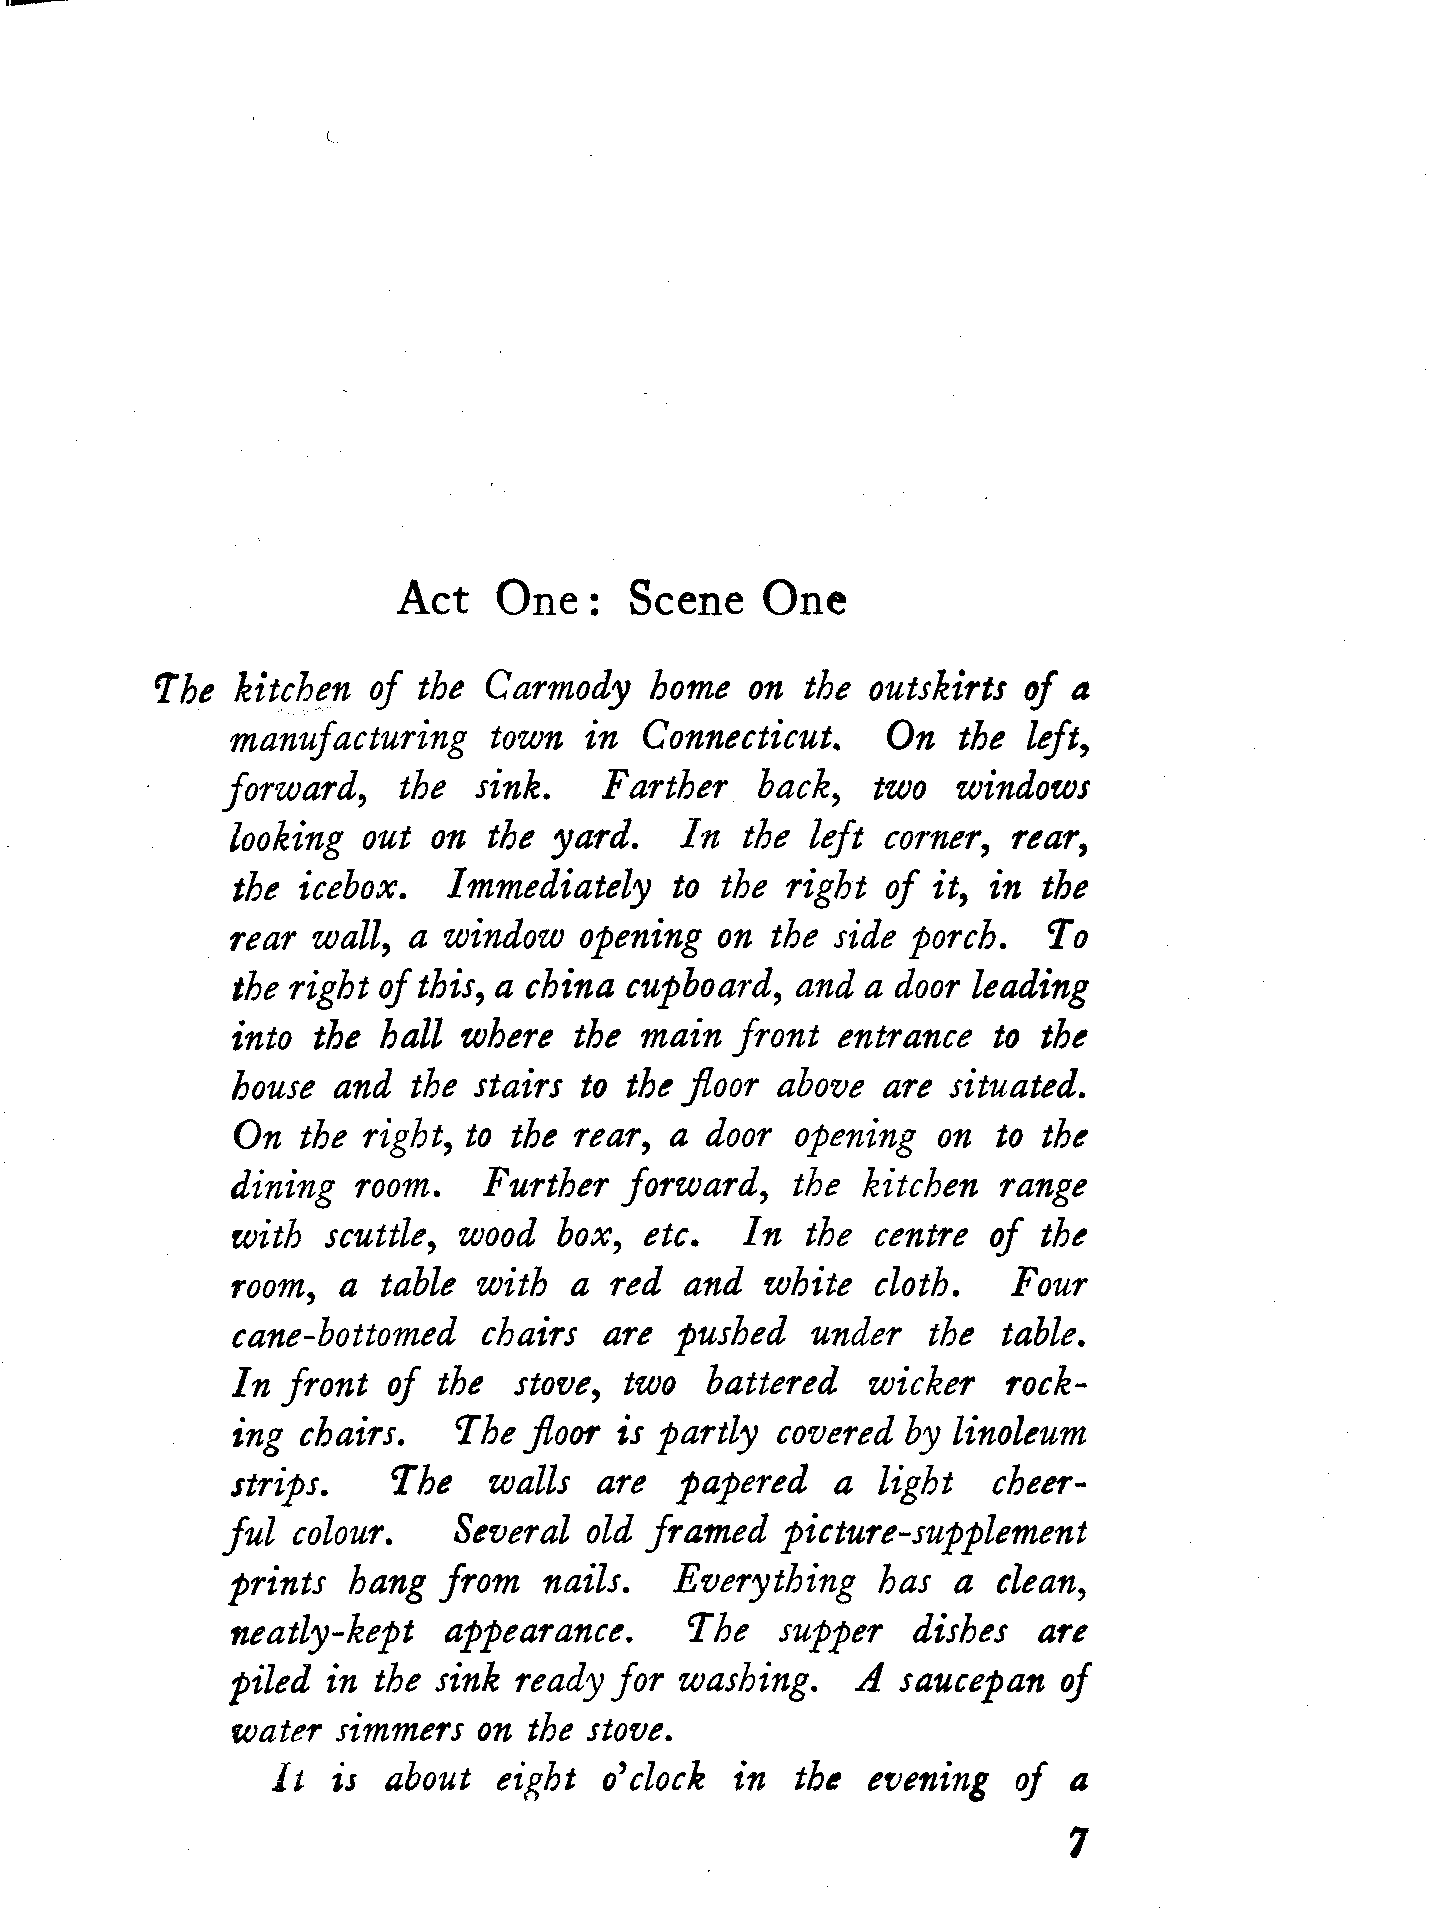 Act One: Scene One
The kitchen of the Carmody home on the outskirts of a
manufacturing town in Connecticut. On the left,
forward, the sink. Farther back, two windows
looking out on the yard. In the left corner, rear,
the icebox. Immediately to the right of it, in the
rear wall, a window opening on the side porch. To
the right of this, a china cupboard, and a door leading
into the hall where the main front entrance to the
house and the stairs to the floor above are situated.
On the right, to the rear, a door opening on to the
dining room. Further forward, the kitchen range
with scuttle, wood box, etc. In the centre of the
room, a table with a red and white cloth. Four
cane-bottomed chairs are pushed under the table.
In front of the stove, two battered wicker rock-
ing chairs. The floor is partly covered by linoleum
strips. The walls are papered a light cheer-
ful colour. Several old framed picture-supplement
prints hang from nails. Everything has a clean,
neatly-kept appearance. The supper dishes are
piled in the sink ready for washing. A saucepan of
water simmers on the stove.
It is about eight o'clock in the evening of a
7